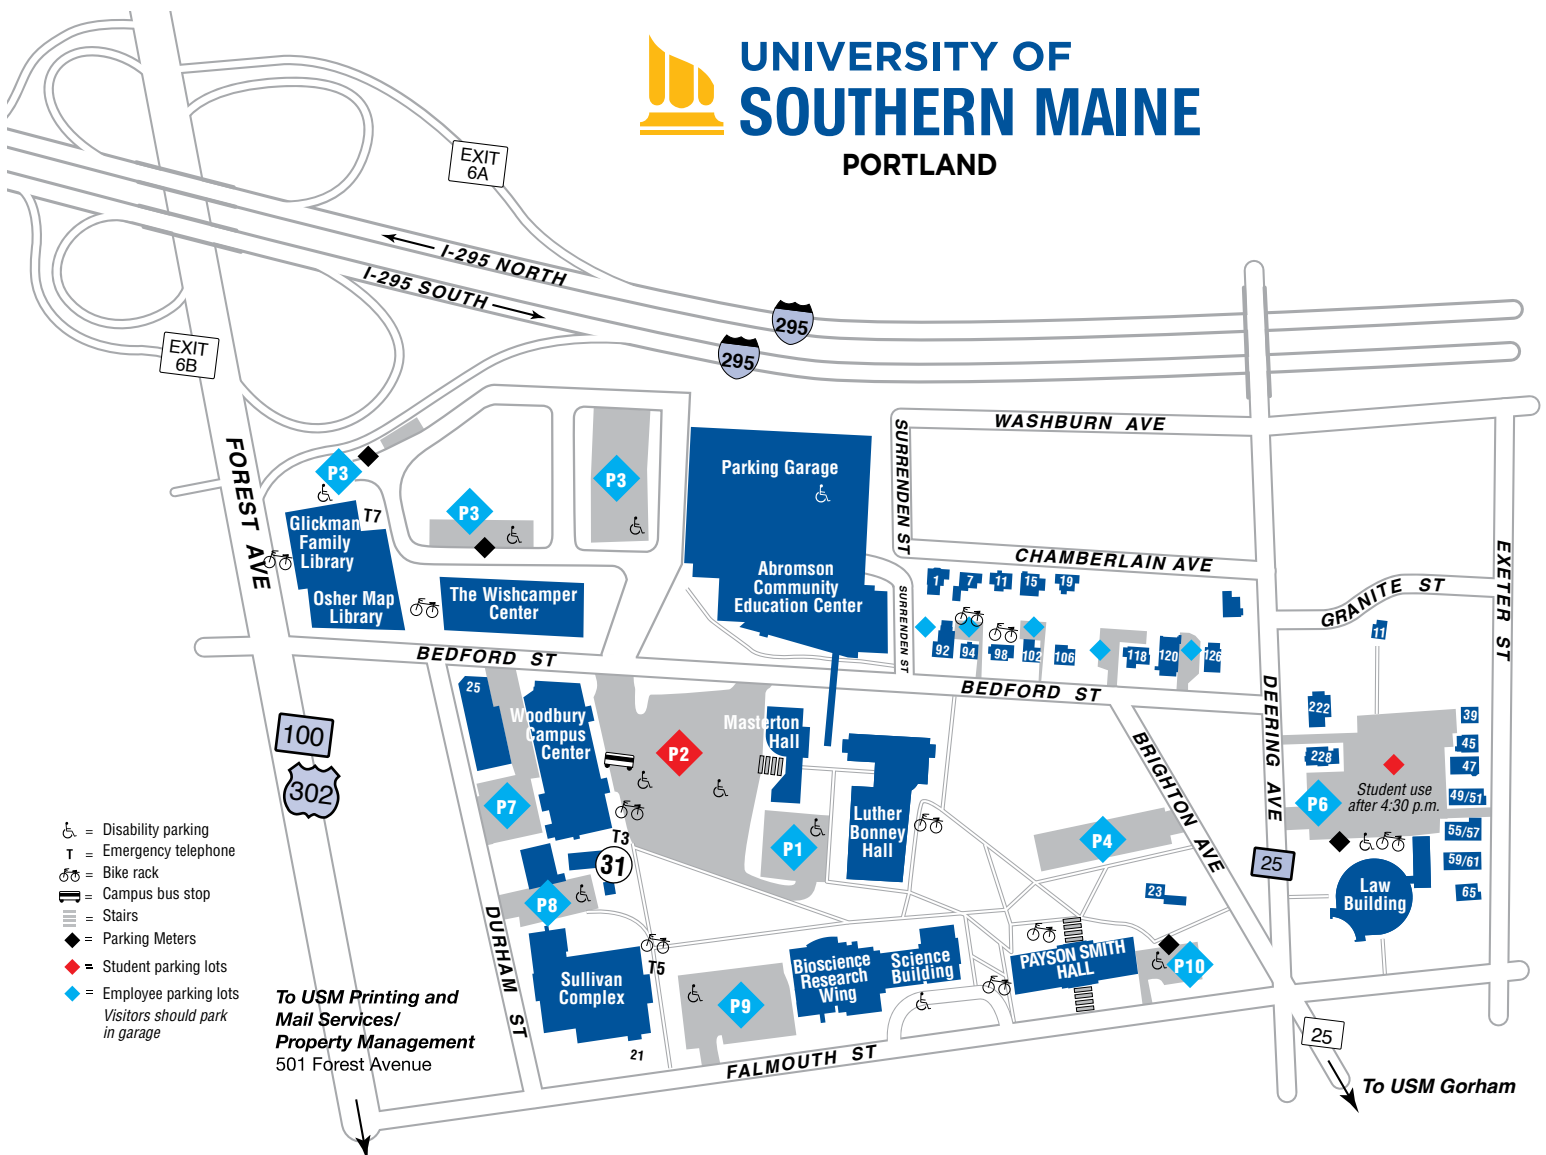 UNIVERSITY OF
SOUTHERN MAINE
PORTLAND
EXIT
6A
I-295 NORTH
I-295 SOUTH
295
295
EXIT
6B
FOREST AVE
WASHBURN AVE
SURRENDEN ST
CHAMBERLAIN AVE
EXETER ST
GRANITE ST
SURRENDEN ST
P3
P3
P3
T7
Parking Garage
Glickman
Family
Library
Osher Map
Library
The Wishcamper
Center
Abromson
Community
Education Center
1
7
11
15
19
11
92
94
98
102
106
118
120
126
BEDFORD ST
BEDFORD ST
DEERING AVE
BRIGHTON AVE
25
Woodbury
Campus
Center
P2
Masterton
Hall
222
228
39
45
47
49/51
55/57
59/61
65
Student use
after 4:30 p.m.
P6
100
302
P7
T3
31
P1
Luther
Bonney
Hall
P4
25
Law
Building
23
P8
DURHAM ST
Sullivan
Complex
T5
21
P9
Bioscience
Research
Wing
Science
Building
PAYSON SMITH
HALL
P10
FALMOUTH ST
25
To USM Gorham
= Disability parking
T = Emergency telephone
= Bike rack
= Campus bus stop
= Stairs
= Parking Meters
= Student parking lots
= Employee parking lots
Visitors should park
in garage
To USM Printing and
Mail Services/
Property Management
501 Forest Avenue